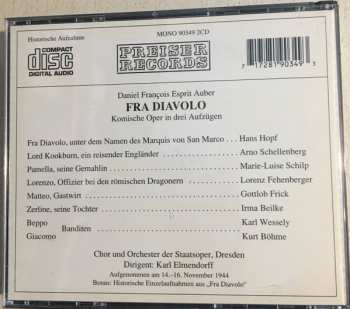 Historische Aufnahme
MONO 90349 2CD
COMPACT
disc
DIGITAL AUDIO
PREISER
RECORDS
7 17281 90349 3
Daniel François Esprit Auber
FRA DIAVOLO
Komische Oper in drei Aufzügen
Fra Diavolo, unter dem Namen des Marquis von San Marco . . . Hans Hopf
Lord Kookburn, ein reisender Engländer Arno Schellenberg
Pamella, seine Gemahlin Marie-Luise Schilp
Lorenzo, Offizier bei den römischen Dragonern Lorenz Fehenberger
Matteo, Gastwirt Gottlob Frick
Zerline, seine Tochter Irma Beilke
Beppo Karl Wessely
Banditen
Giacomo Kurt Böhme
Chor und Orchester der Staatsoper, Dresden
Dirigent: Karl Elmendorff
Aufgenommen am 14.–16. November 1944
Bonus: Historische Einzelaufnahmen aus „Fra Diavolo“